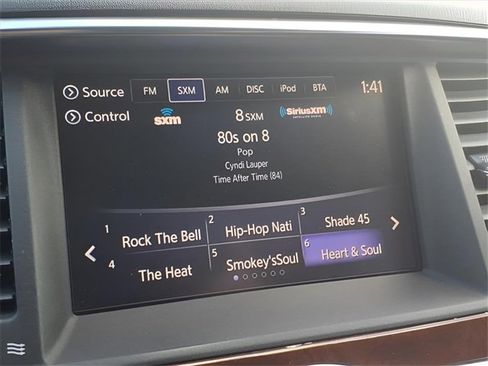 Source FM SXM AM DISC iPod BTA 1:41
Control sxm 8 SXM SiriusXM
SATELLITE RADIO
80s on 8
Pop
Cyndi Lauper
Time After Time (84)
1 Rock The Bell 2 Hip-Hop Nati 3 Shade 45
4 The Heat 5 Smokey'sSoul 6 Heart & Soul